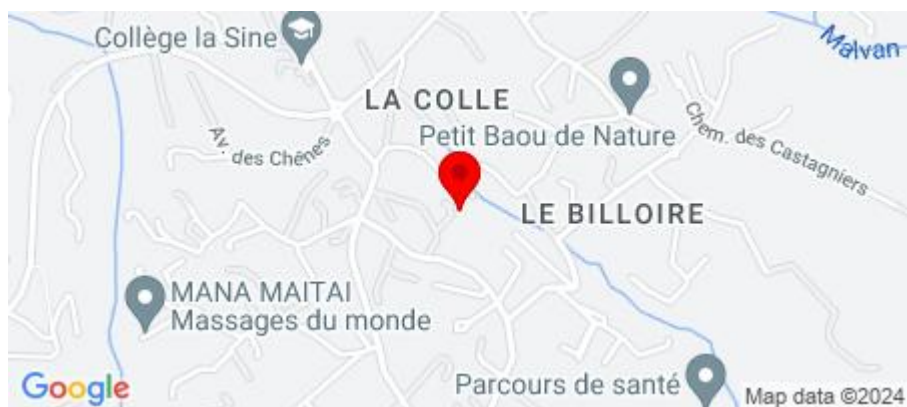 Collège la Sine
Malvan
LA COLLE
Petit Baou de Nature
Av. des Chênes
Chem. des Castagniers
LE BILLOIRE
MANA MAITAI
Massages du monde
Parcours de santé
Google
Map data ©2024